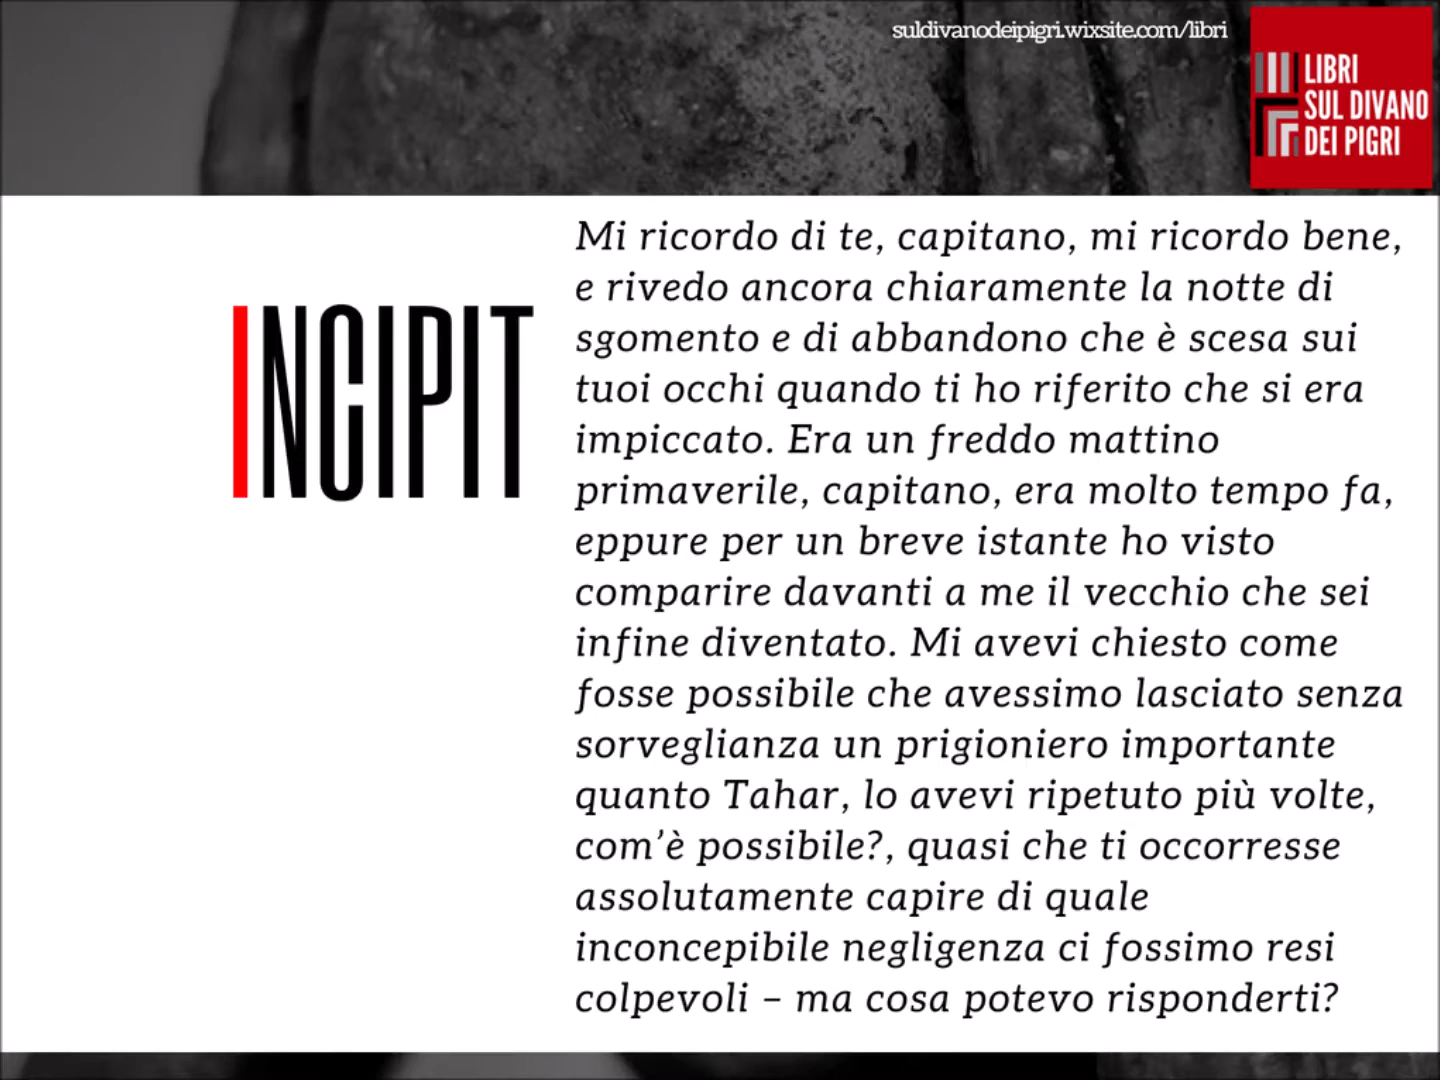 suldivanodeipigri.wixsite.com/libri
LIBRI
SUL DIVANO
DEI PIGRI
INCIPIT
Mi ricordo di te, capitano, mi ricordo bene,
e rivedo ancora chiaramente la notte di
sgomento e di abbandono che è scesa sui
tuoi occhi quando ti ho riferito che si era
impiccato. Era un freddo mattino
primaverile, capitano, era molto tempo fa,
eppure per un breve istante ho visto
comparire davanti a me il vecchio che sei
infine diventato. Mi avevi chiesto come
fosse possibile che avessimo lasciato senza
sorveglianza un prigioniero importante
quanto Tahar, lo avevi ripetuto più volte,
com’è possibile?, quasi che ti occorresse
assolutamente capire di quale
inconcepibile negligenza ci fossimo resi
colpevoli – ma cosa potevo risponderti?